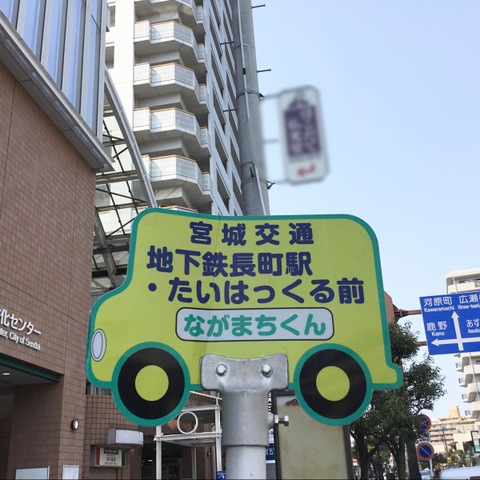 宮城交通
地下鉄長町駅
・たいはっくる前
ながまちくん
化センター
City of Sendai
河原町 広瀬
Kawaramachi
鹿野
Kano
あす